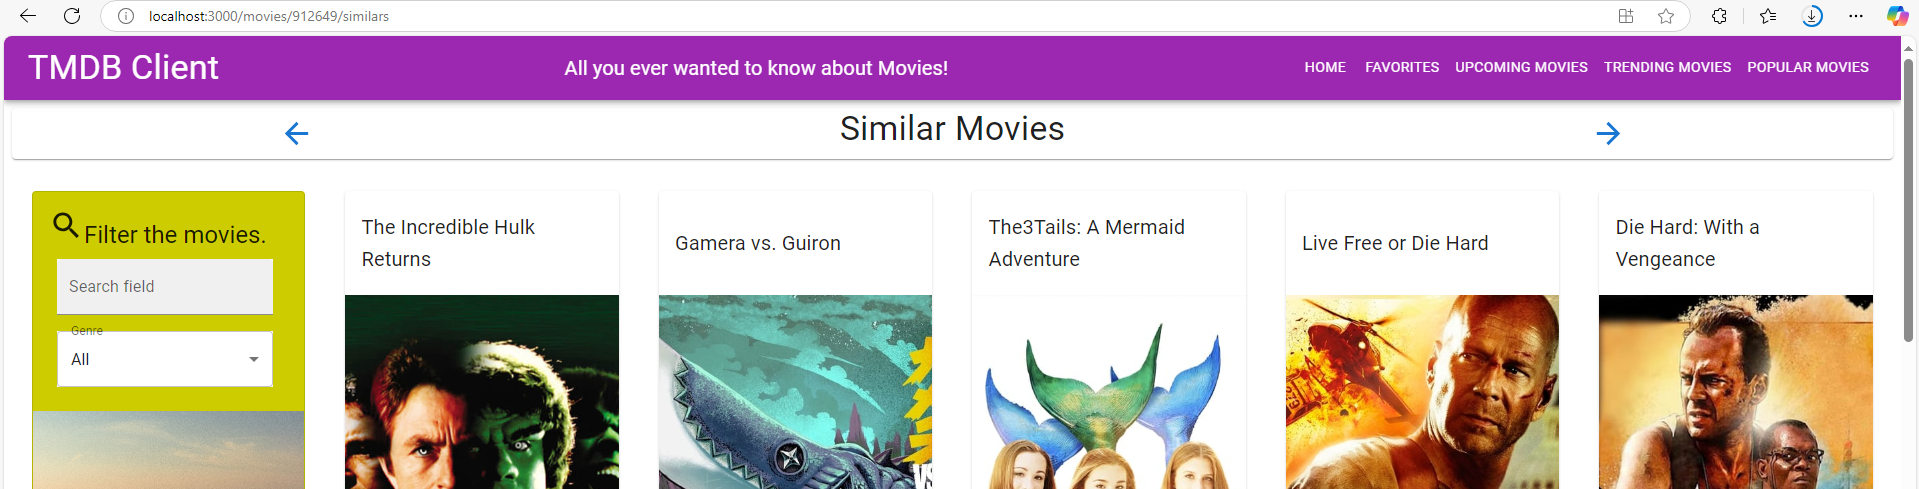 localhost:3000/movies/912649/similars
TMDB Client
All you ever wanted to know about Movies!
HOME FAVORITES UPCOMING MOVIES TRENDING MOVIES POPULAR MOVIES
Similar Movies
Filter the movies.
Search field
Genre
All
The Incredible Hulk
Returns
Gamera vs. Guiron
The3Tails: A Mermaid
Adventure
Live Free or Die Hard
Die Hard: With a
Vengeance
VS